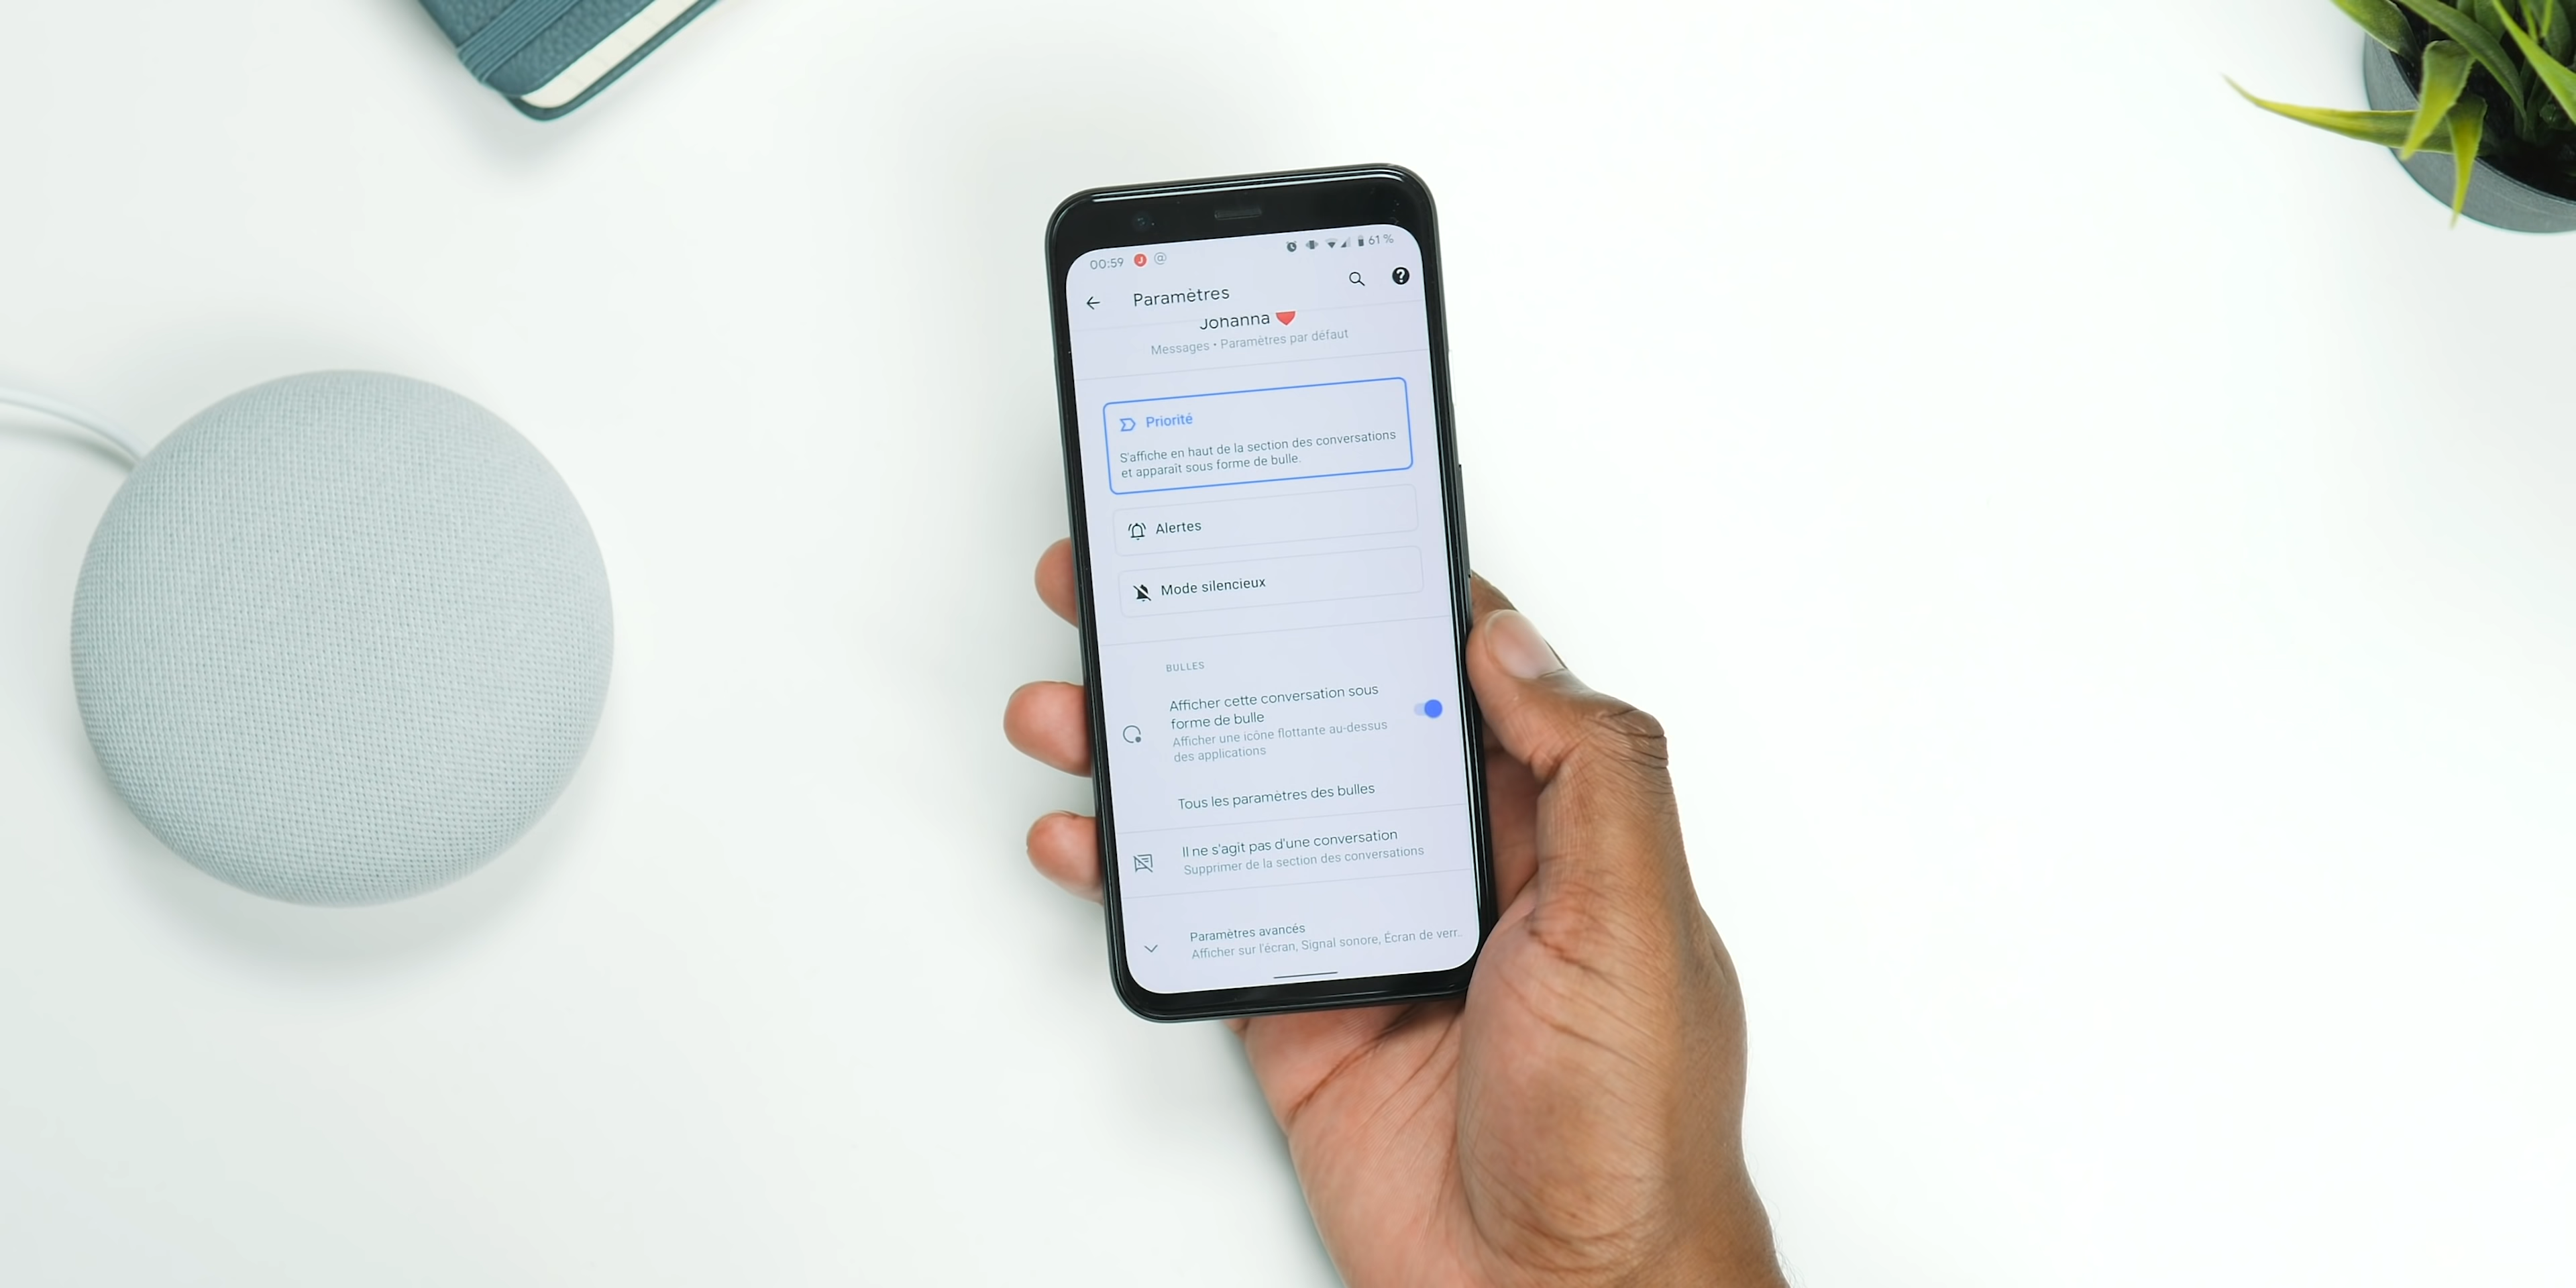 00:59 J @ 61 %
Paramètres ?
Johanna ❤️
Messages • Paramètres par défaut
Priorité
S'affiche en haut de la section des conversations
et apparaît sous forme de bulle.
Alertes
Mode silencieux
BULLES
Afficher cette conversation sous
forme de bulle
Afficher une icône flottante au-dessus
des applications
Tous les paramètres des bulles
Il ne s'agit pas d'une conversation
Supprimer de la section des conversations
Paramètres avancés
Afficher sur l'écran, Signal sonore, Écran de verr..